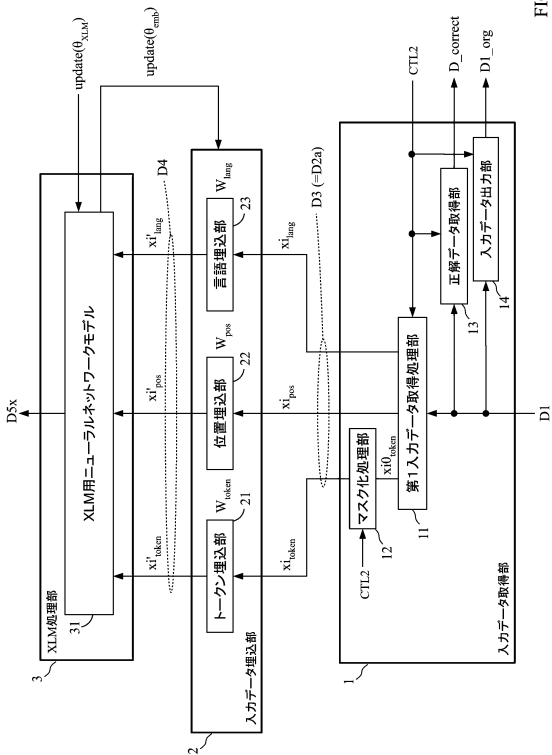 FI
D5x
XLM処理部
3
XLM用ニューラルネットワークモデル
31
update(θXLM)
update(θemb)
xi'token
xi'pos
xi'lang
D4
2
入力データ埋込部
Wtoken
トークン埋込部
21
Wpos
位置埋込部
22
Wlang
言語埋込部
23
xitoken
xipos
xilang
D3 (=D2a)
1
入力データ取得部
CTL2
マスク化処理部
12
xi0token
第1入力データ取得処理部
11
CTL2
正解データ取得部
13
D_correct
入力データ出力部
14
D1_org
D1